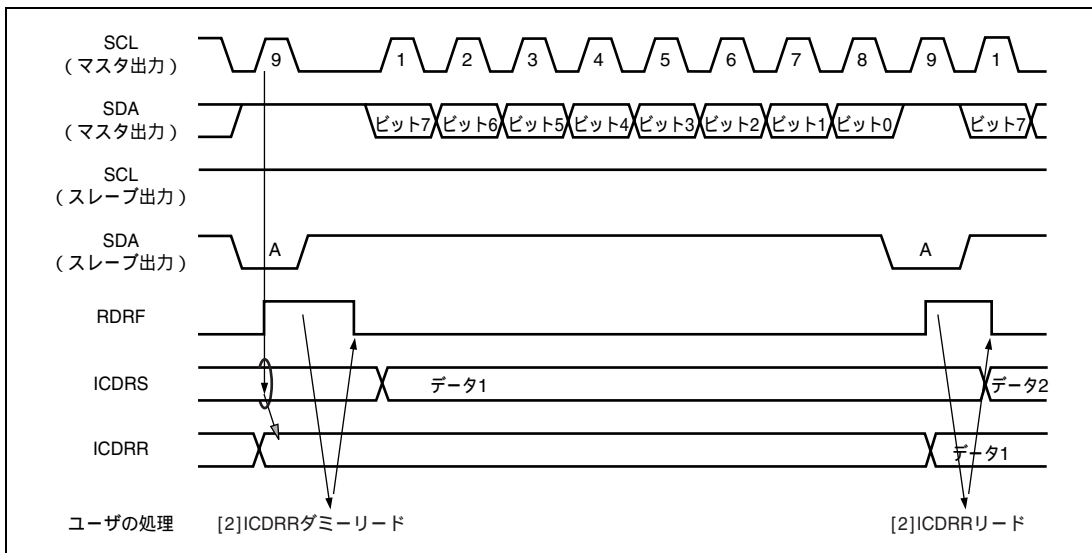 SCL
（マスタ出力）
9 1 2 3 4 5 6 7 8 9 1
SDA
（マスタ出力）
ビット7 ビット6 ビット5 ビット4 ビット3 ビット2 ビット1 ビット0 ビット7
SCL
（スレーブ出力）
SDA
（スレーブ出力）
A A
RDRF
ICDRS
データ1 データ2
ICDRR
データ1
ユーザの処理 [2]ICDRRダミーリード [2]ICDRRリード